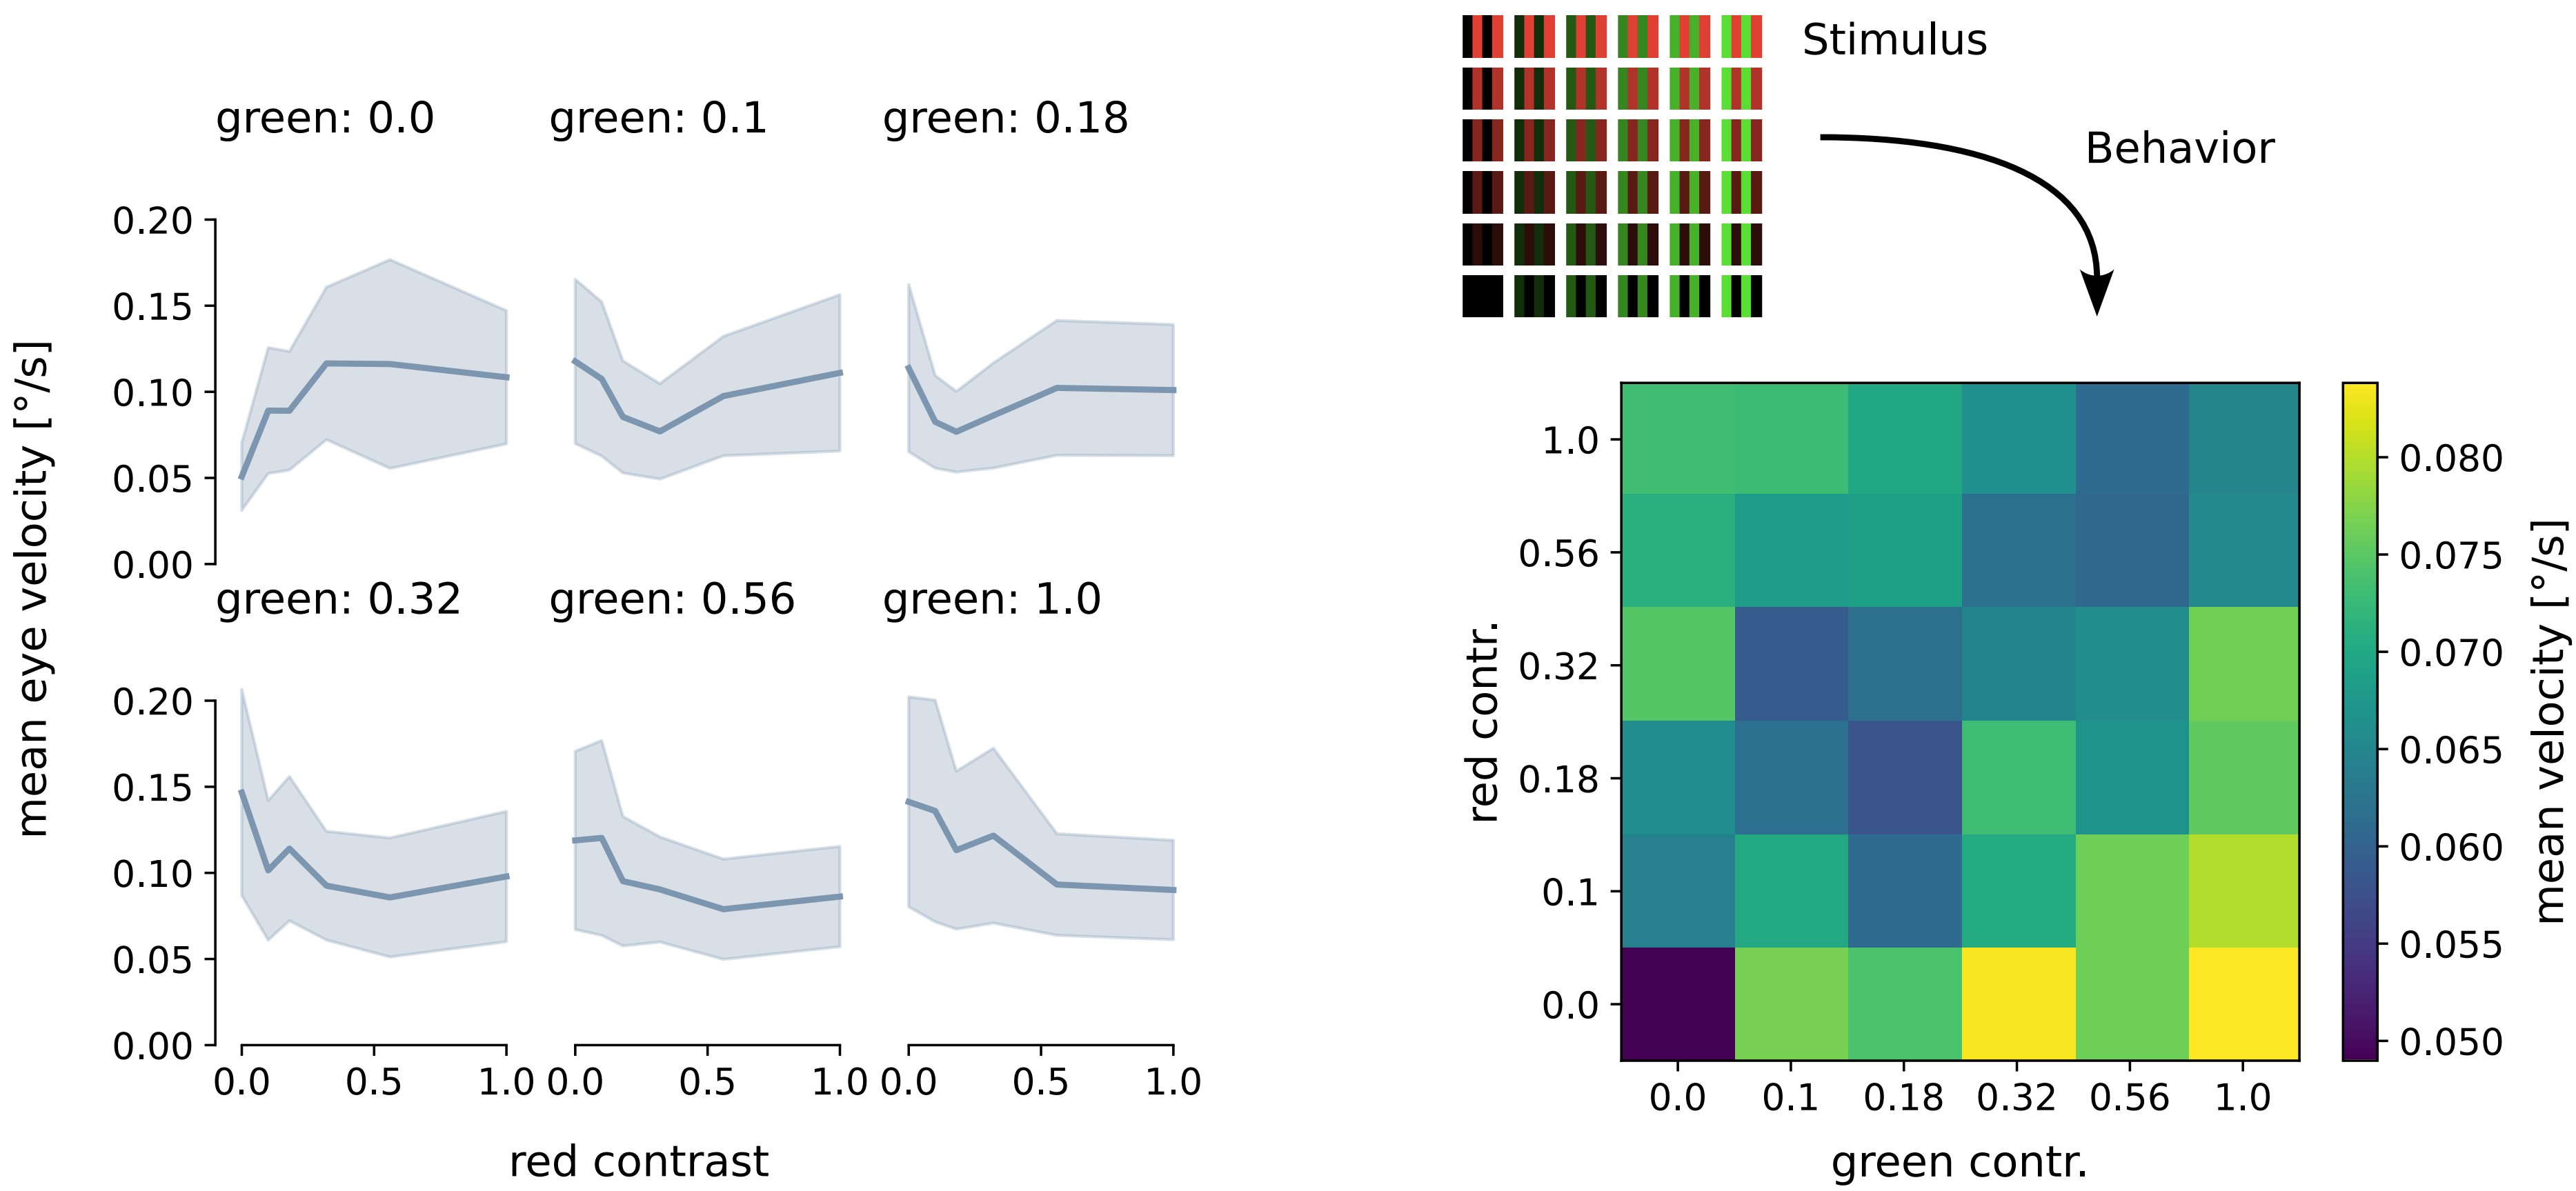 green: 0.0
green: 0.1
green: 0.18
0.20
0.15
0.10
0.05
0.00
green: 0.32
green: 0.56
green: 1.0
0.20
0.15
0.10
0.05
0.00
0.0 0.5 1.0
0.0 0.5 1.0
0.0 0.5 1.0
mean eye velocity [°/s]
red contrast
Stimulus
Behavior
1.0
0.56
0.32
0.18
0.1
0.0
red contr.
0.0 0.1 0.18 0.32 0.56 1.0
green contr.
0.080
0.075
0.070
0.065
0.060
0.055
0.050
mean velocity [°/s]